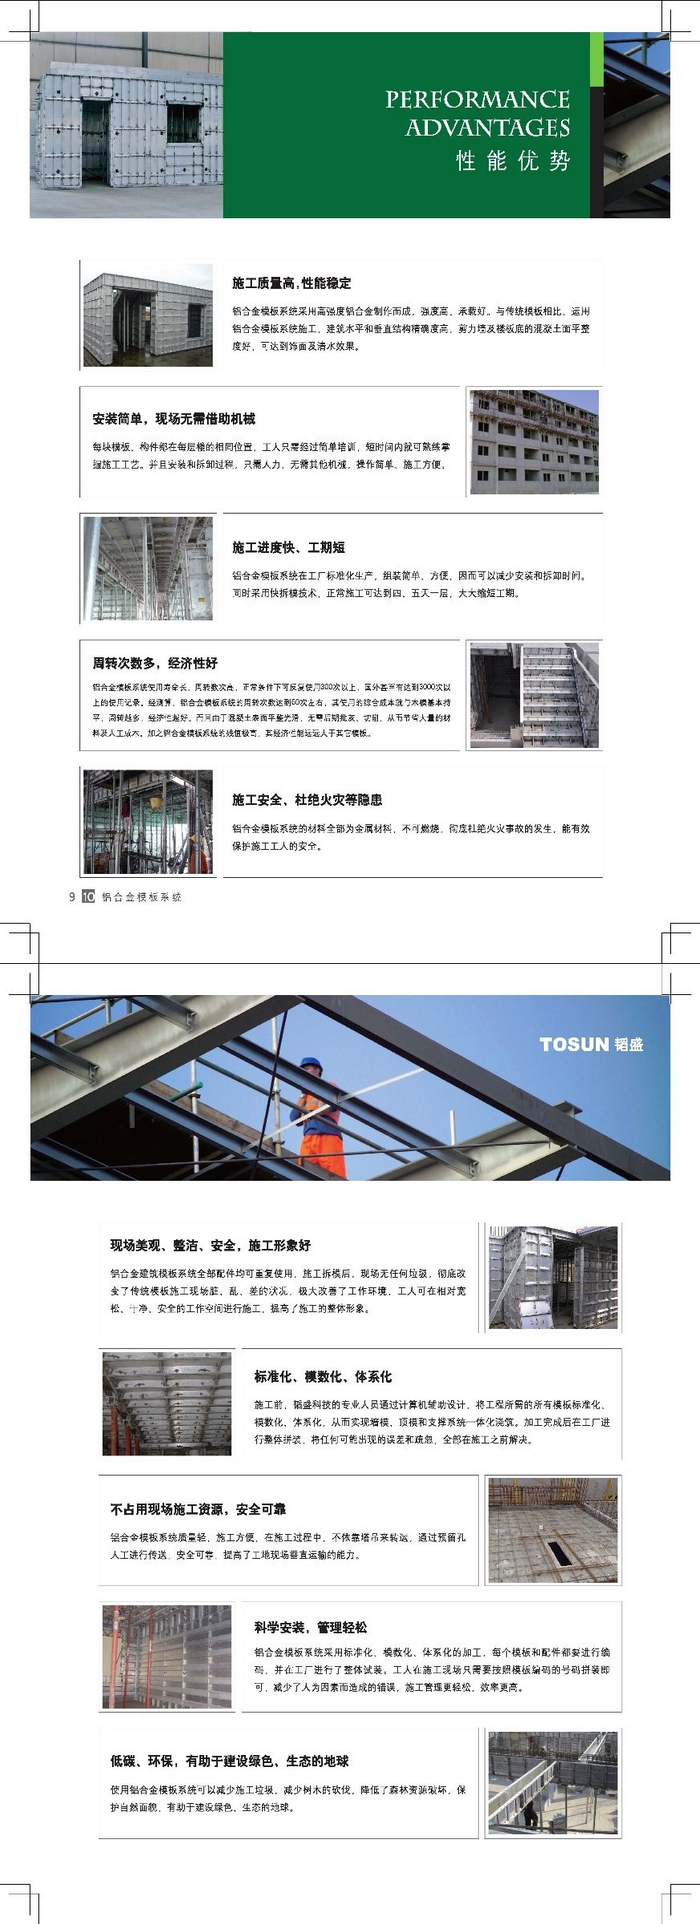 PERFORMANCE
ADVANTAGES
性能优势
施工质量高,性能稳定
铝合金模板系统采用高强度铝合金制作而成，强度高、承载好。与传统模板相比，运用
铝合金模板系统施工，建筑水平和垂直结构精确度高，剪力墙及楼板底的混凝土面平整
度好，可达到饰面及清水效果。
安装简单，现场无需借助机械
每块模板、构件都在每层楼的相同位置，工人只需经过简单培训，短时间内就可熟练掌
握施工工艺。并且安装和拆卸过程，只需人力，无需其他机械，操作简单、施工方便。
施工进度快、工期短
铝合金模板系统在工厂标准化生产，组装简单、方便，因而可以减少安装和拆卸时间。
同时采用快拆模技术，正常施工可达到四、五天一层，大大缩短工期。
周转次数多，经济性好
铝合金模板系统使用寿命长，周转数次高，正常条件下可反复使用300次以上，国外甚至有达到3000次以
上的使用记录。经测算，铝合金模板系统的周转次数达到60次左右，其使用的综合成本就与木模基本持
平，周转越多，经济性越好。而且由于混凝土表面平整光滑，无需后期批灰、切割，从而节省大量的材
料及人工成本。加之铝合金模板系统的残值极高，其经济性能远远大于其它模板。
施工安全、杜绝火灾等隐患
铝合金模板系统的材料全部为金属材料，不可燃烧，彻底杜绝火灾事故的发生，能有效
保护施工工人的安全。
9 10 铝合金模板系统
TOSUN 韬盛
现场美观、整洁、安全，施工形象好
铝合金建筑模板系统全部配件均可重复使用，施工拆模后，现场无任何垃圾，彻底改
变了传统模板施工现场脏、乱、差的状况，极大改善了工作环境，工人可在相对宽
松、干净、安全的工作空间进行施工，提高了施工的整体形象。
标准化、模数化、体系化
施工前，韬盛科技的专业人员通过计算机辅助设计，将工程所需的所有模板标准化、
模数化、体系化，从而实现墙模、顶模和支撑系统一体化浇筑。加工完成后在工厂进
行整体拼装，将任何可能出现的误差和疏忽，全部在施工之前解决。
不占用现场施工资源，安全可靠
铝合金模板系统质量轻，施工方便，在施工过程中，不依靠塔吊来转运，通过预留孔
人工进行传送，安全可靠，提高了工地现场垂直运输的能力。
科学安装，管理轻松
铝合金模板系统采用标准化、模数化、体系化的加工，每个模板和配件都要进行编
码，并在工厂进行了整体试装。工人在施工现场只需要按照模板编码的号码拼装即
可，减少了人为因素而造成的错误，施工管理更轻松，效率更高。
低碳、环保，有助于建设绿色、生态的地球
使用铝合金模板系统可以减少施工垃圾，减少树木的砍伐，降低了森林资源破坏，保
护自然面貌，有助于建设绿色、生态的地球。